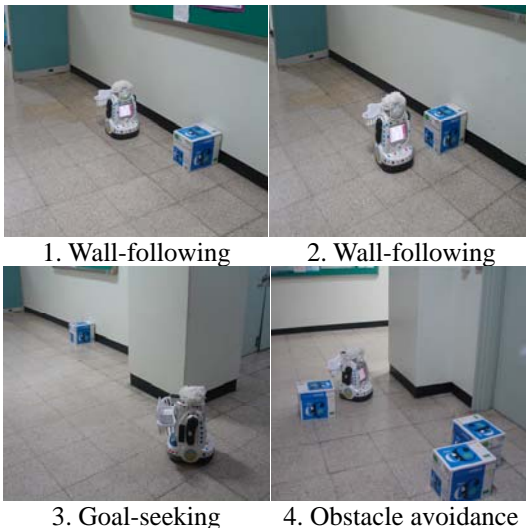 1. Wall-following
2. Wall-following
3. Goal-seeking
4. Obstacle avoidance